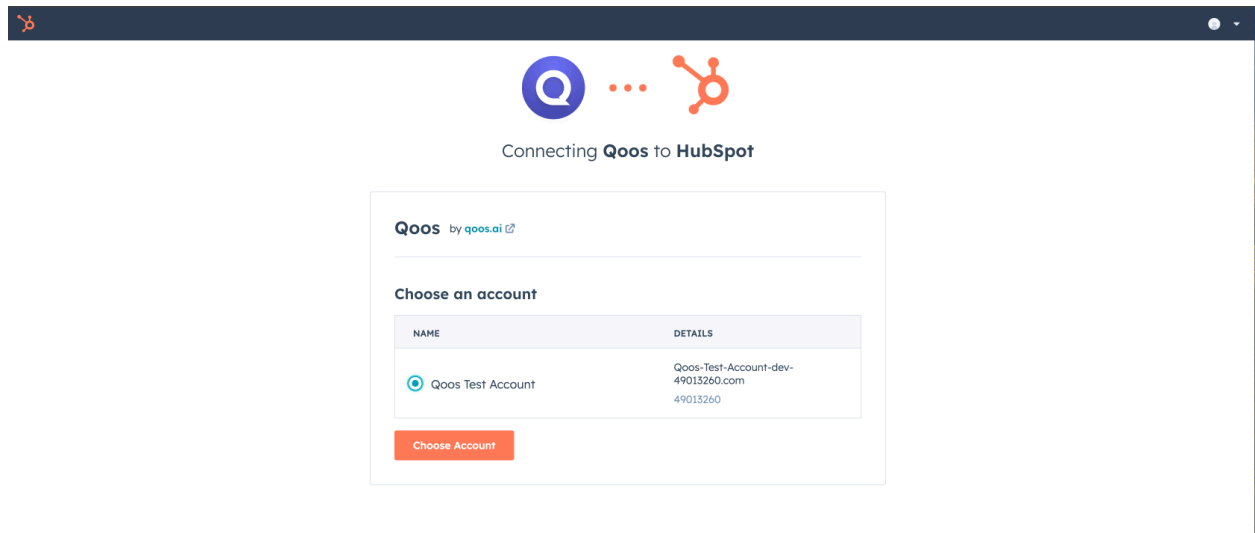 Connecting Qoos to HubSpot
Qoos by qoos.ai
Choose an account
NAME DETAILS
Qoos Test Account
Qoos-Test-Account-dev-
49013260.com
49013260
Choose Account